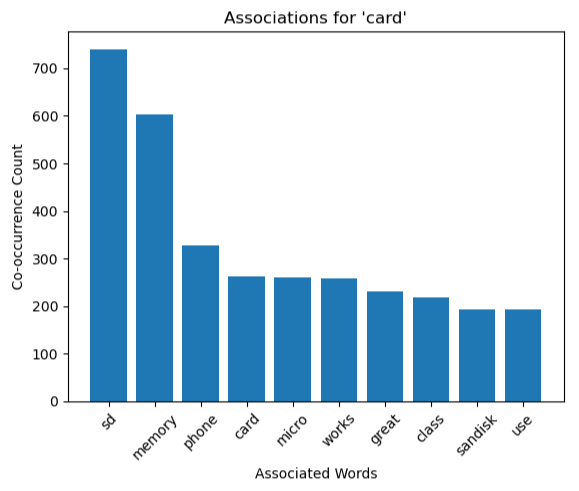 Associations for 'card'
Co-occurrence Count
700
600
500
400
300
200
100
0
sd
memory
phone
card
micro
works
great
class
sandisk
use
Associated Words